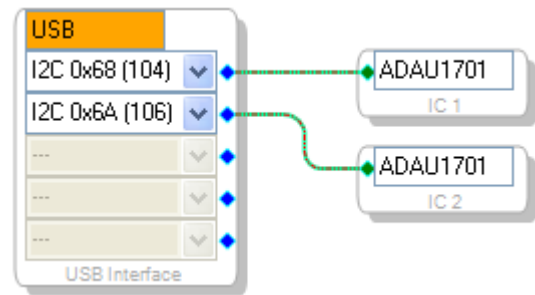 USB
I2C 0x68 (104)
ADAU1701
IC 1
I2C 0x6A (106)
---
ADAU1701
IC 2
---
---
USB Interface